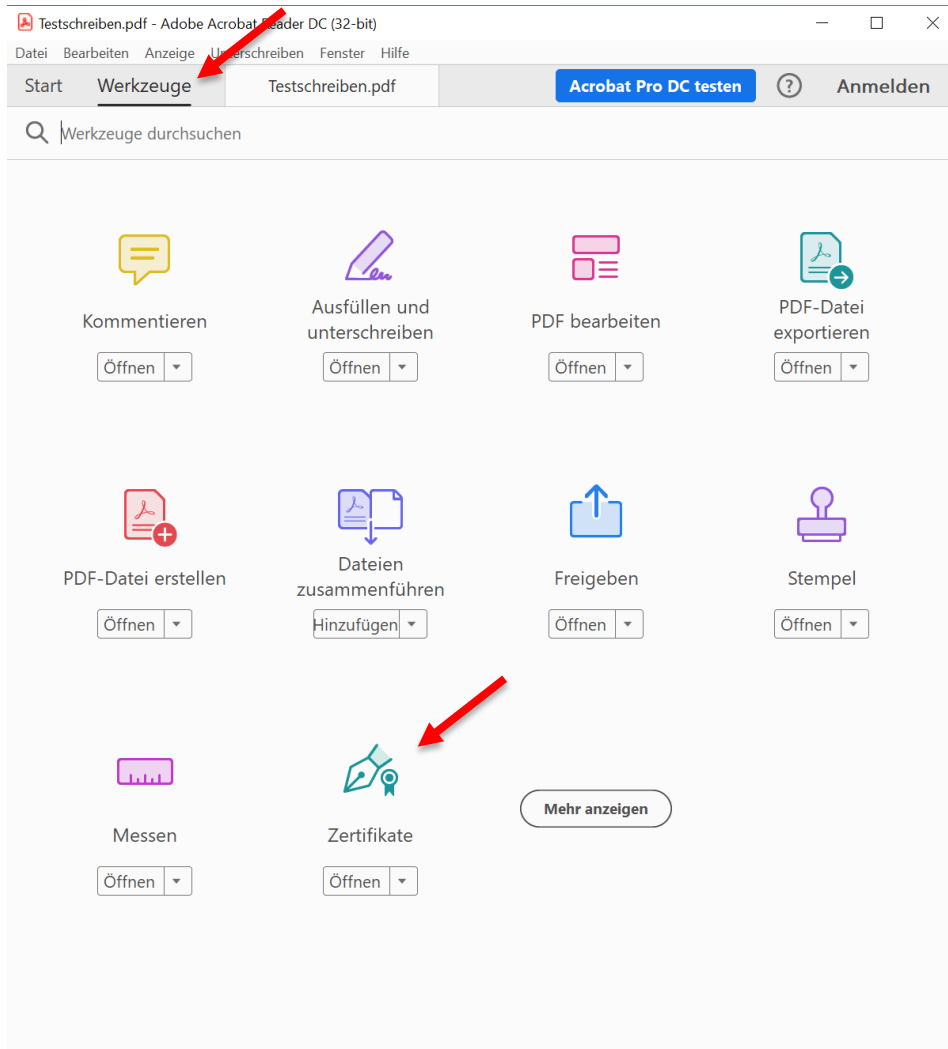 Testschreiben.pdf - Adobe Acrobat Reader DC (32-bit)
Datei Bearbeiten Anzeige Unterschreiben Fenster Hilfe
Start Werkzeuge Testschreiben.pdf Acrobat Pro DC testen ? Anmelden
Werkzeuge durchsuchen
Kommentieren
Öffnen
Ausfüllen und
unterschreiben
Öffnen
PDF bearbeiten
Öffnen
PDF-Datei
exportieren
Öffnen
PDF-Datei erstellen
Öffnen
Dateien
zusammenführen
Hinzufügen
Freigeben
Öffnen
Stempel
Öffnen
Messen
Öffnen
Zertifikate
Öffnen
Mehr anzeigen